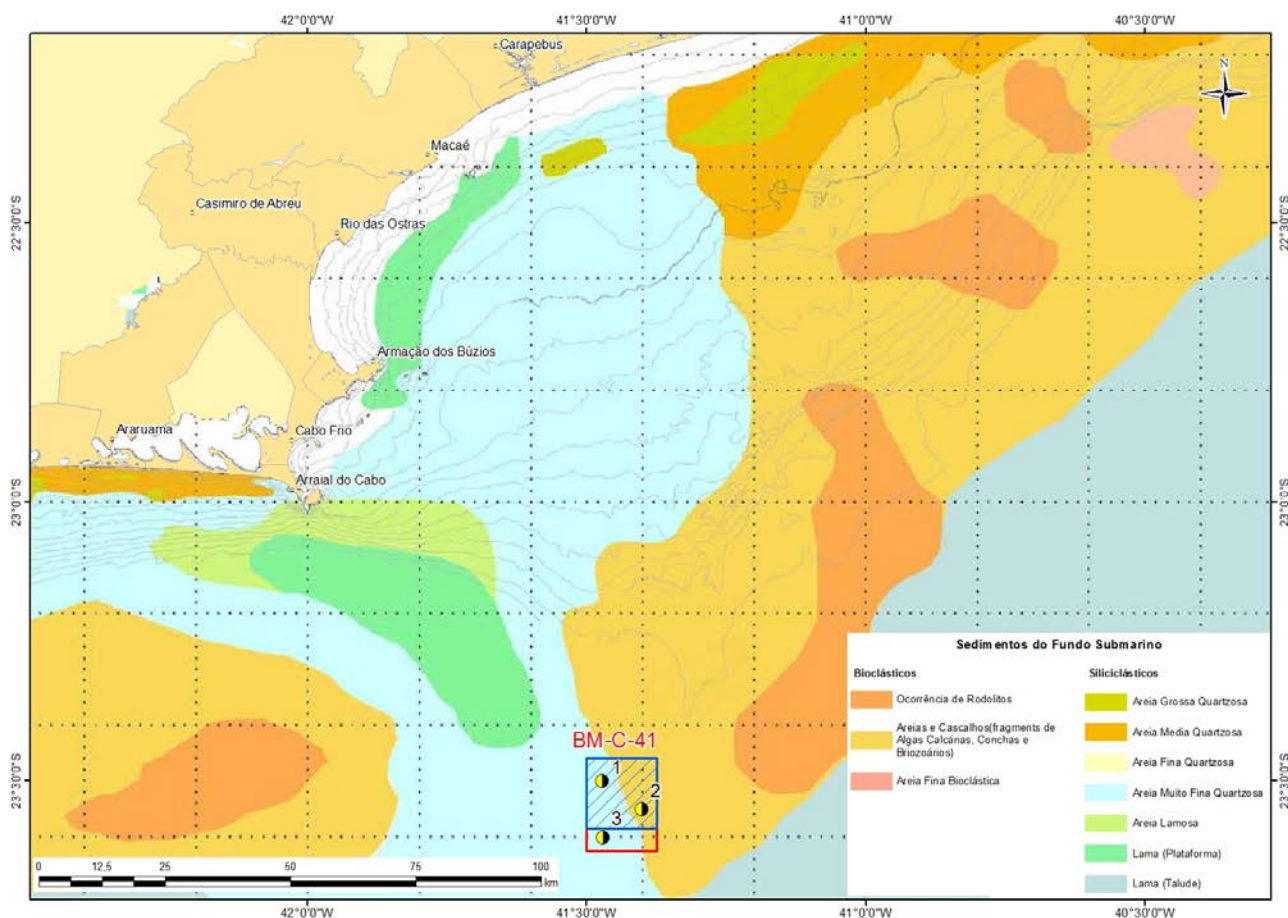 42°0'0"W
41°30'0"W
41°0'0"W
40°30'0"W
Carapebus
N
Macaé
Casimiro de Abreu
22°30'0"S
22°30'0"S
Rio das Ostras
Armação dos Búzios
Araruama
Cabo Frio
Arraial do Cabo
23°0'0"S
23°0'0"S
BM-C-41
1
2
3
23°30'0"S
23°30'0"S
Sedimentos do Fundo Submarino
Bioclásticos
Ocorrência de Rodolitos
Areias e Cascalhos(fragments de
Algas Calcárias, Conchas e
Briozoários)
Areia Fina Bioclástica
Siliciclásticos
Areia Grossa Quartzosa
Areia Media Quartzosa
Areia Fina Quartzosa
Areia Muito Fina Quartzosa
Areia Lamosa
Lama (Plataforma)
Lama (Talude)
0
12.5
25
50
75
100
km
42°0'0"W
41°30'0"W
41°0'0"W
40°30'0"W